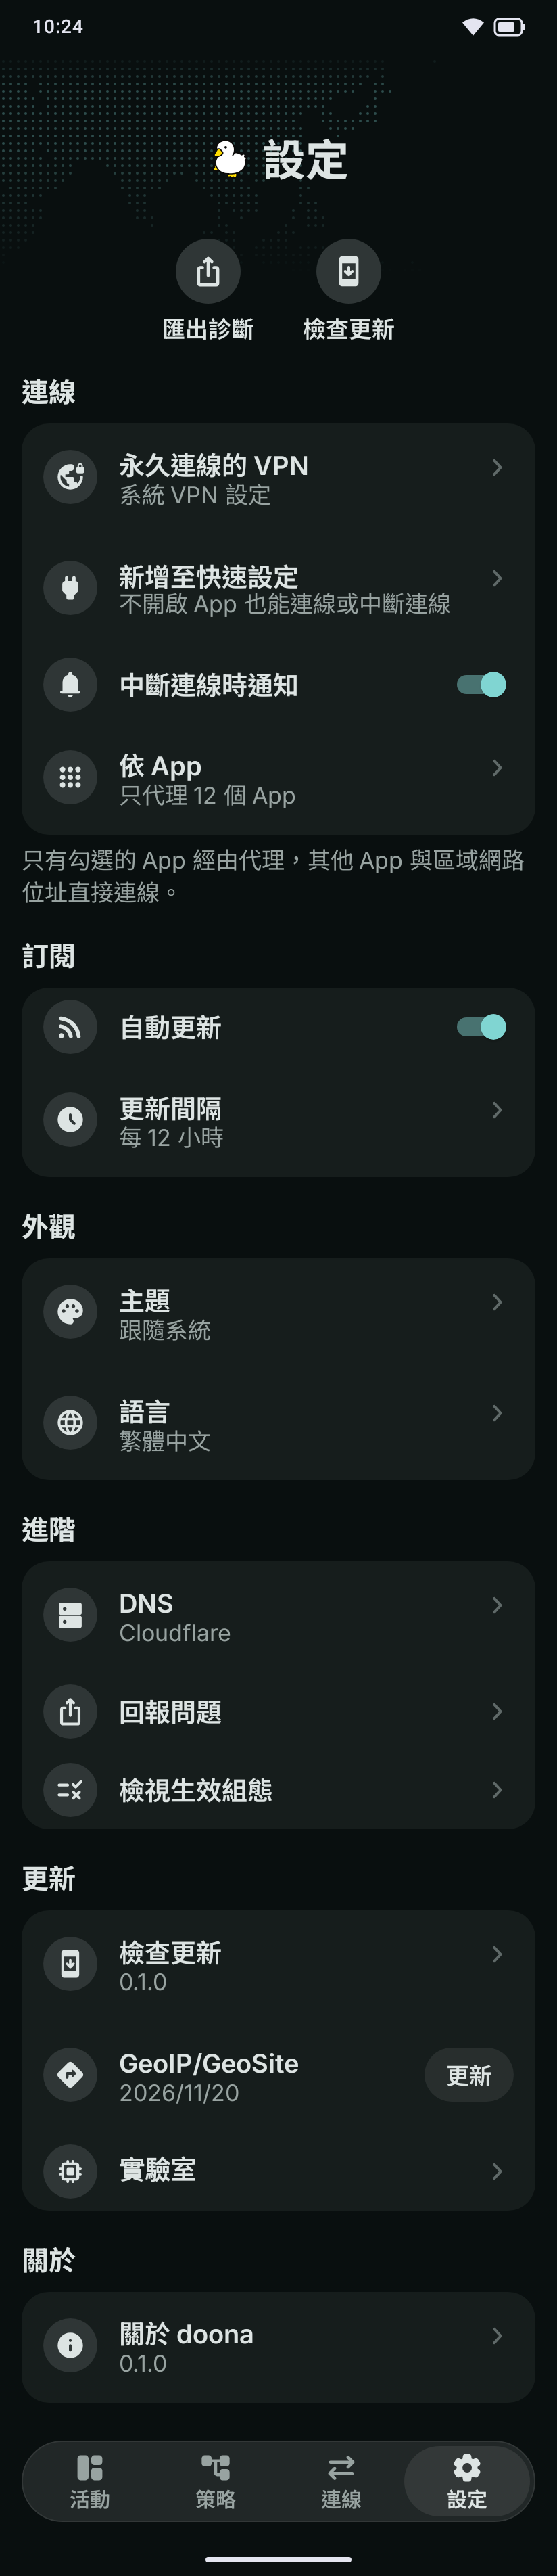 10:24
設定
匯出診斷
檢查更新
連線
永久連線的 VPN
系統 VPN 設定
新增至快速設定
不開啟 App 也能連線或中斷連線
中斷連線時通知
依 App
只代理 12 個 App
只有勾選的 App 經由代理，其他 App 與區域網路
位址直接連線。
訂閱
自動更新
更新間隔
每 12 小時
外觀
主題
跟隨系統
語言
繁體中文
進階
DNS
Cloudflare
回報問題
檢視生效組態
更新
檢查更新
0.1.0
GeoIP/GeoSite
2026/11/20
更新
實驗室
關於
關於 doona
0.1.0
活動
策略
連線
設定